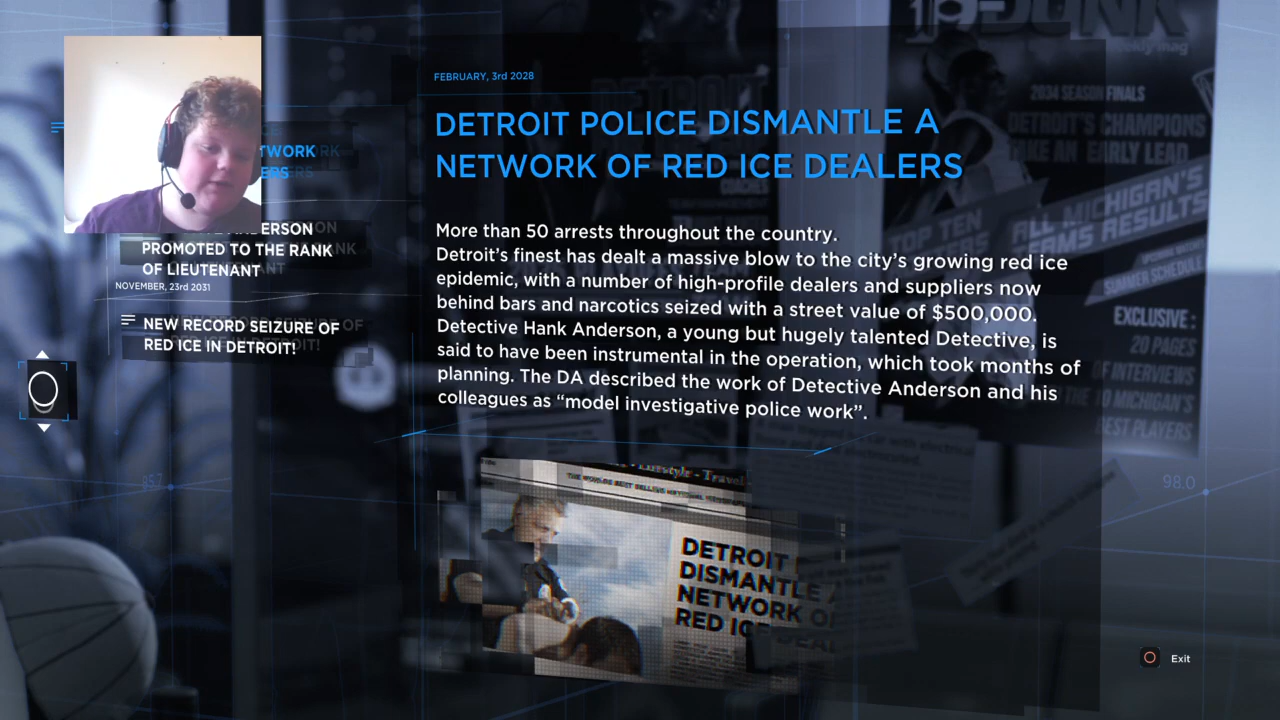 FEBRUARY, 3rd 2028
DETROIT POLICE DISMANTLE A
NETWORK OF RED ICE DEALERS
More than 50 arrests throughout the country.
Detroit's finest has dealt a massive blow to the city's growing red ice
epidemic, with a number of high-profile dealers and suppliers now
behind bars and narcotics seized with a street value of $500,000.
Detective Hank Anderson, a young but hugely talented Detective, is
said to have been instrumental in the operation, which took months of
planning. The DA described the work of Detective Anderson and his
colleagues as “model investigative police work”.
PROMOTED TO THE RANK
OF LIEUTENANT
NOVEMBER, 23rd 2031
NEW RECORD SEIZURE OF
RED ICE IN DETROIT!
DETROIT
DISMANTLE A
NETWORK OF
RED ICE DEAL
2034 SEASON FINALS
DETROIT'S CHAMPIONS
TAKE AN EARLY LEAD
TOP TEN
ALL MICHIGAN'S
TEAMS RESULTS
SUMMER SCHEDULE
EXCLUSIVE :
20 PAGES
OF INTERVIEWS
BEST PLAYERS
98.0
Exit